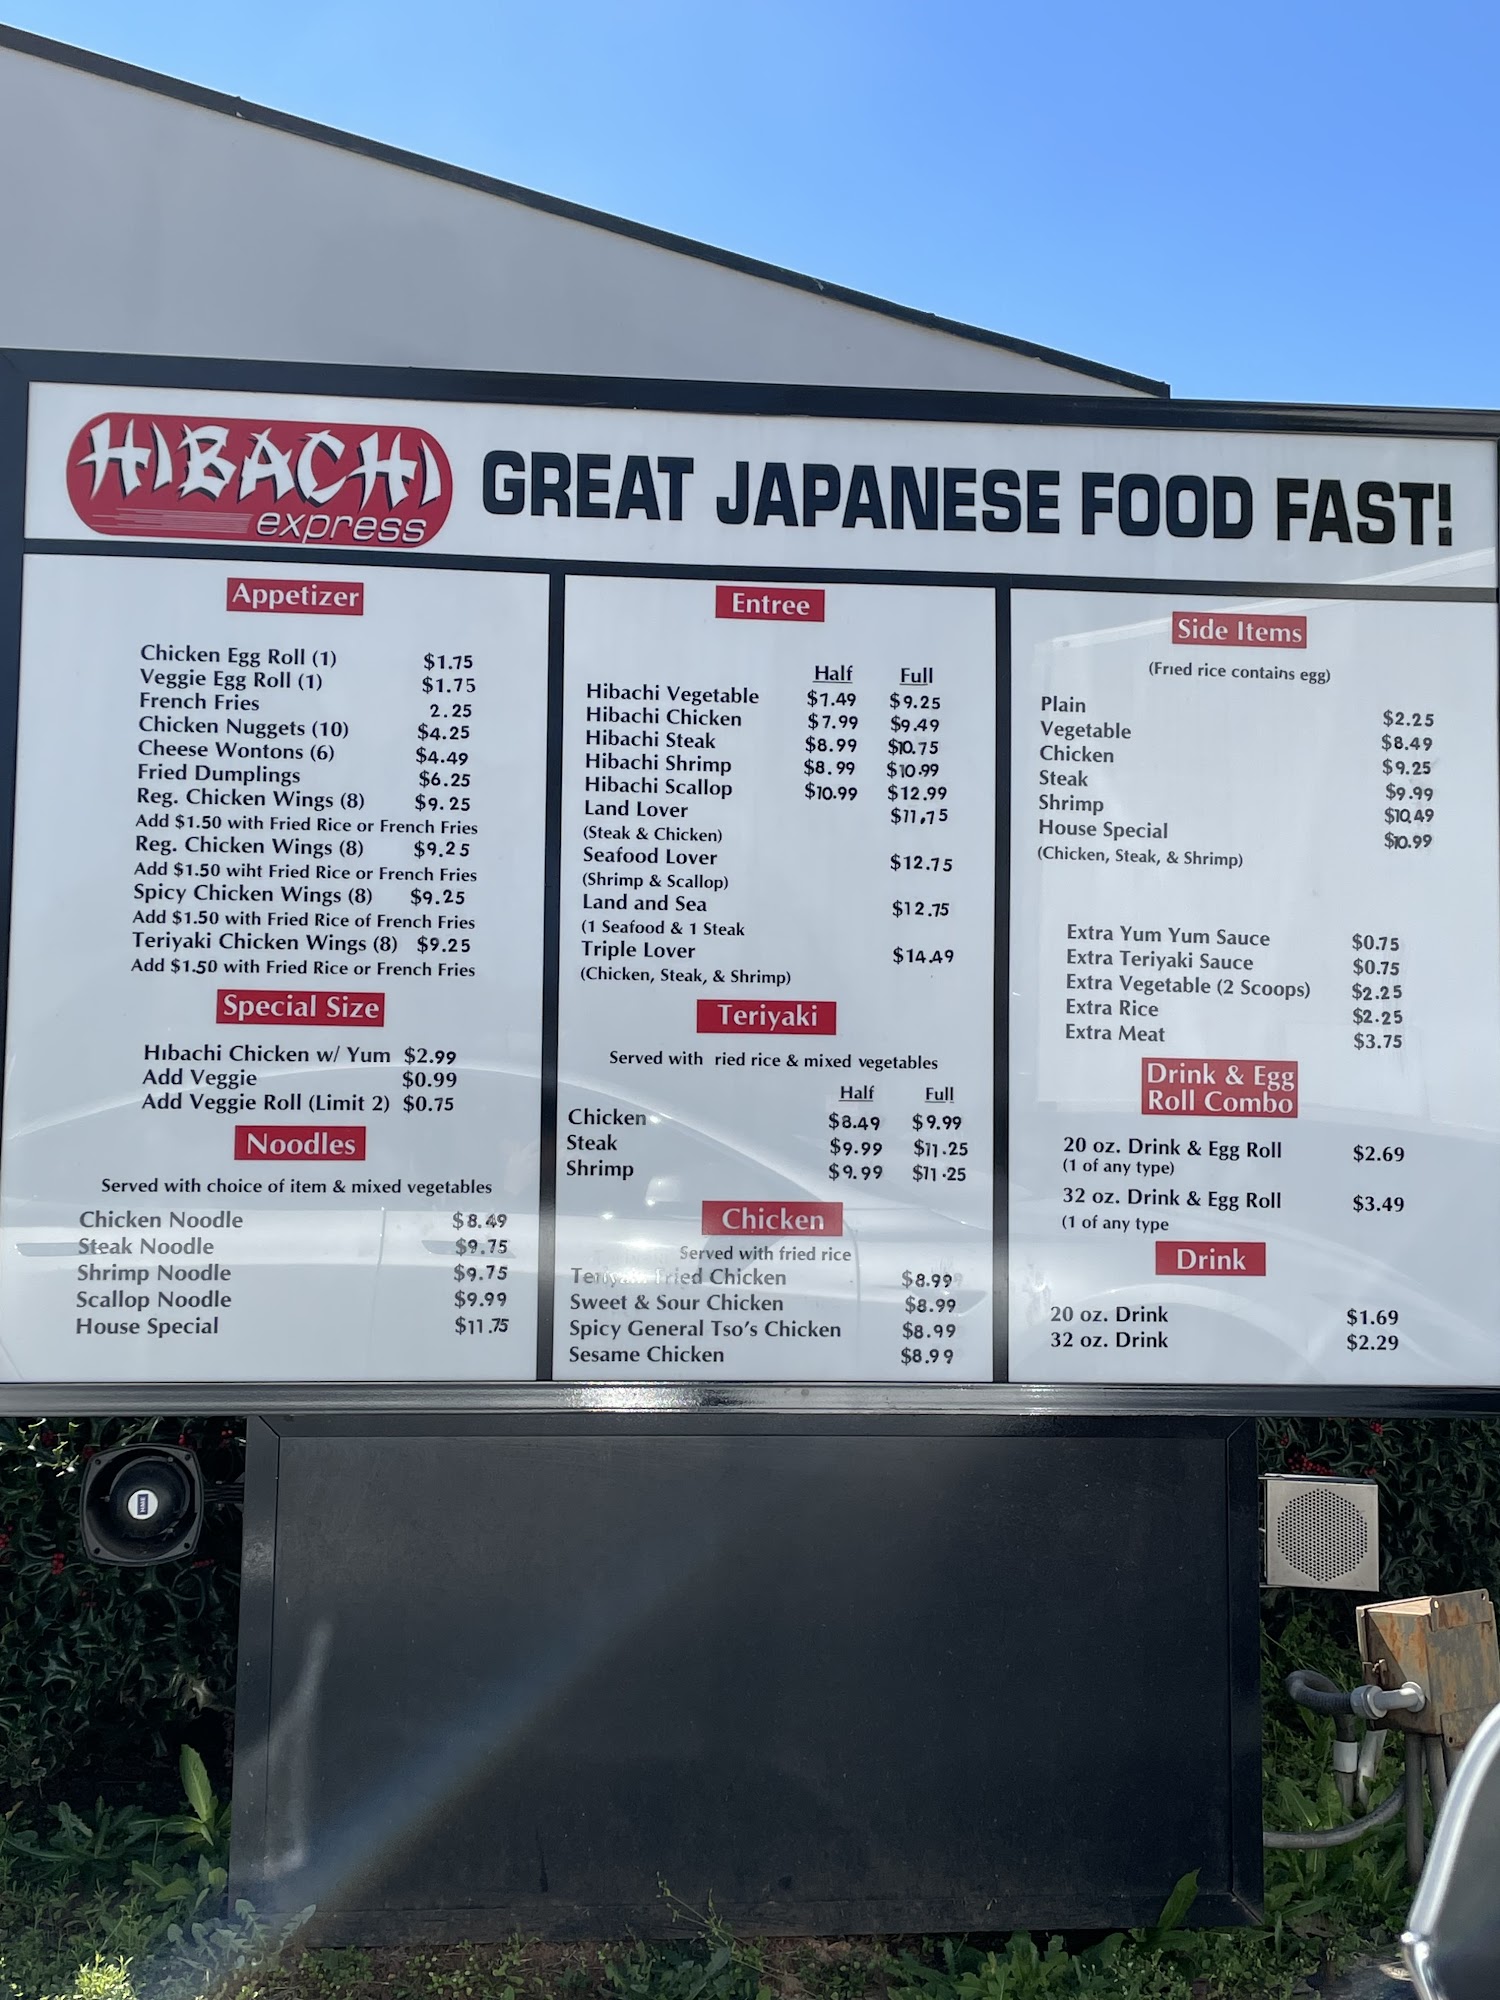 HIBACHI
express
GREAT JAPANESE FOOD FAST!
Appetizer
Chicken Egg Roll (1) $1.75
Veggie Egg Roll (1) $1.75
French Fries 2.25
Chicken Nuggets (10) $4.25
Cheese Wontons (6) $4.49
Fried Dumplings $6.25
Reg. Chicken Wings (8) $9.25
Add $1.50 with Fried Rice or French Fries
Reg. Chicken Wings (8) $9.25
Add $1.50 wiht Fried Rice or French Fries
Spicy Chicken Wings (8) $9.25
Add $1.50 with Fried Rice of French Fries
Teriyaki Chicken Wings (8) $9.25
Add $1.50 with Fried Rice or French Fries
Special Size
Hibachi Chicken w/ Yum $2.99
Add Veggie $0.99
Add Veggie Roll (Limit 2) $0.75
Noodles
Served with choice of item & mixed vegetables
Chicken Noodle $8.49
Steak Noodle $9.75
Shrimp Noodle $9.75
Scallop Noodle $9.99
House Special $11.75
Entree
Half Full
Hibachi Vegetable $7.49 $9.25
Hibachi Chicken $7.99 $9.49
Hibachi Steak $8.99 $10.75
Hibachi Shrimp $8.99 $10.99
Hibachi Scallop $10.99 $12.99
Land Lover $11.75
(Steak & Chicken)
Seafood Lover $12.75
(Shrimp & Scallop)
Land and Sea $12.75
(1 Seafood & 1 Steak
Triple Lover $14.49
(Chicken, Steak, & Shrimp)
Teriyaki
Served with ried rice & mixed vegetables
Half Full
Chicken $8.49 $9.99
Steak $9.99 $11.25
Shrimp $9.99 $11.25
Chicken
Served with fried rice
Teriyaki Fried Chicken $8.99
Sweet & Sour Chicken $8.99
Spicy General Tso's Chicken $8.99
Sesame Chicken $8.99
Side Items
(Fried rice contains egg)
Plain $2.25
Vegetable $8.49
Chicken $9.25
Steak $9.99
Shrimp $10.49
House Special $10.99
(Chicken, Steak, & Shrimp)
Extra Yum Yum Sauce $0.75
Extra Teriyaki Sauce $0.75
Extra Vegetable (2 Scoops) $2.25
Extra Rice $2.25
Extra Meat $3.75
Drink & Egg
Roll Combo
20 oz. Drink & Egg Roll $2.69
(1 of any type)
32 oz. Drink & Egg Roll $3.49
(1 of any type
Drink
20 oz. Drink $1.69
32 oz. Drink $2.29